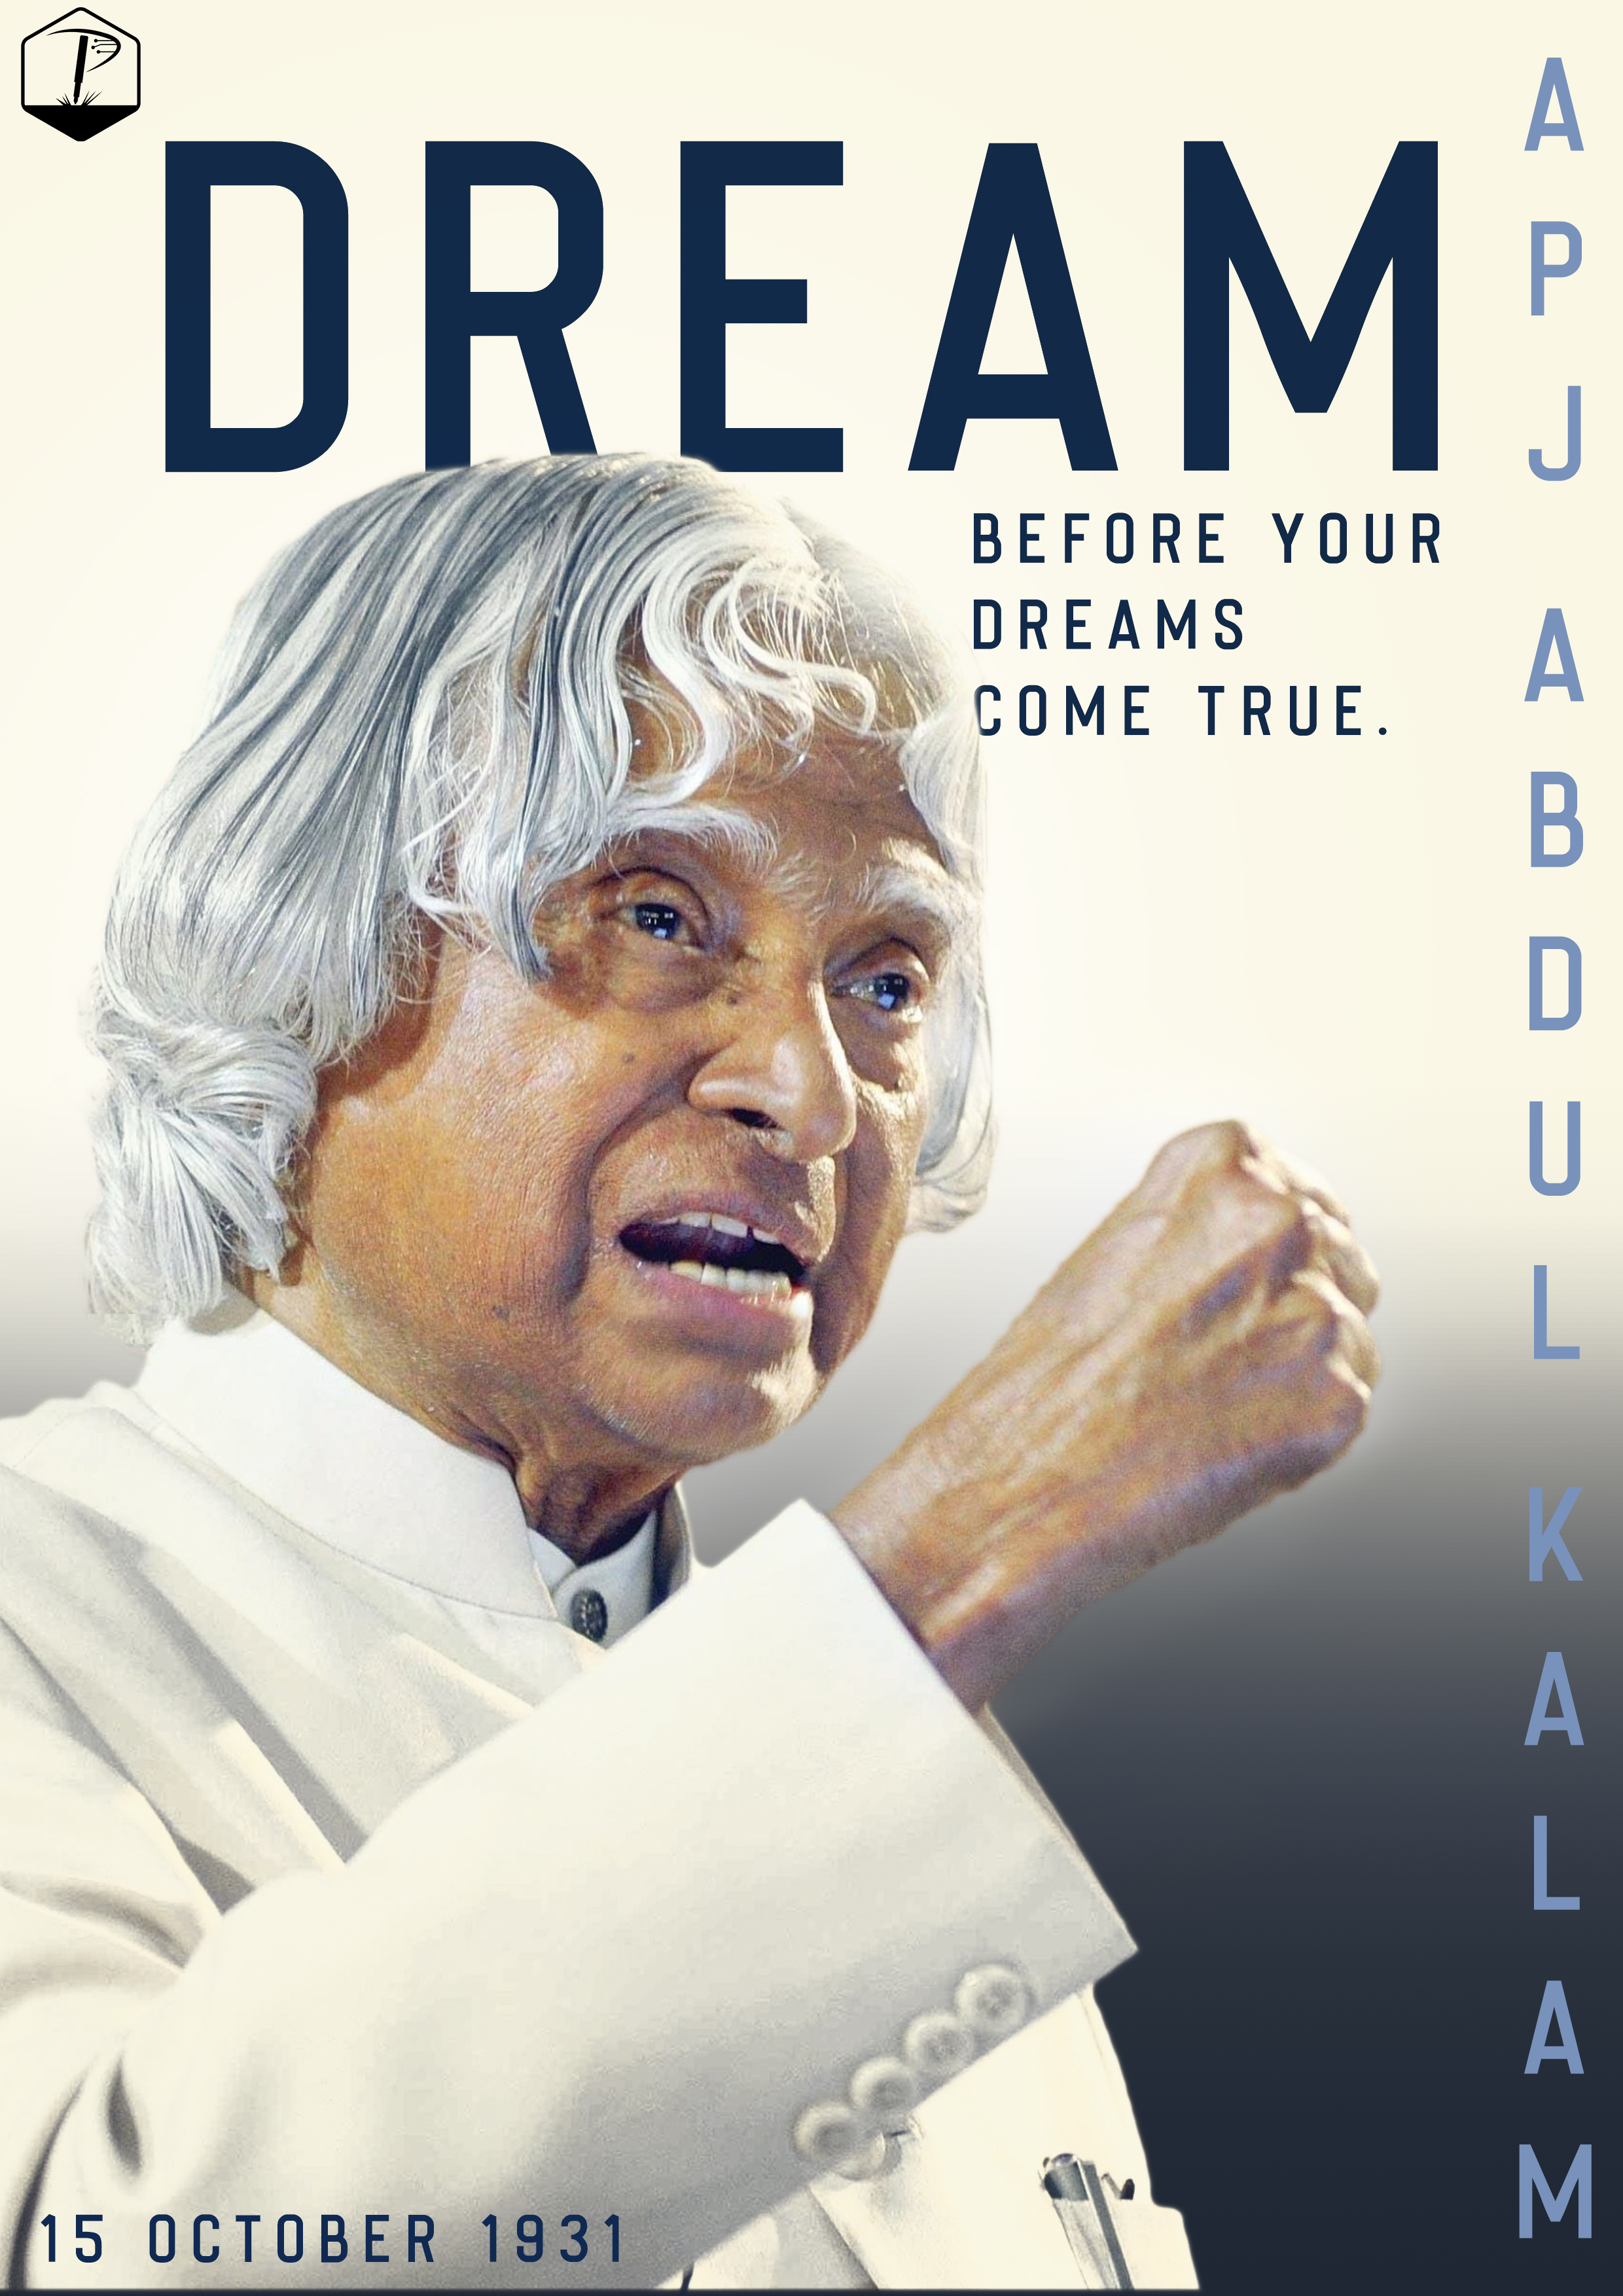 DREAM
BEFORE YOUR
DREAMS
COME TRUE.
APJ ABDUL KALAM
15 OCTOBER 1931